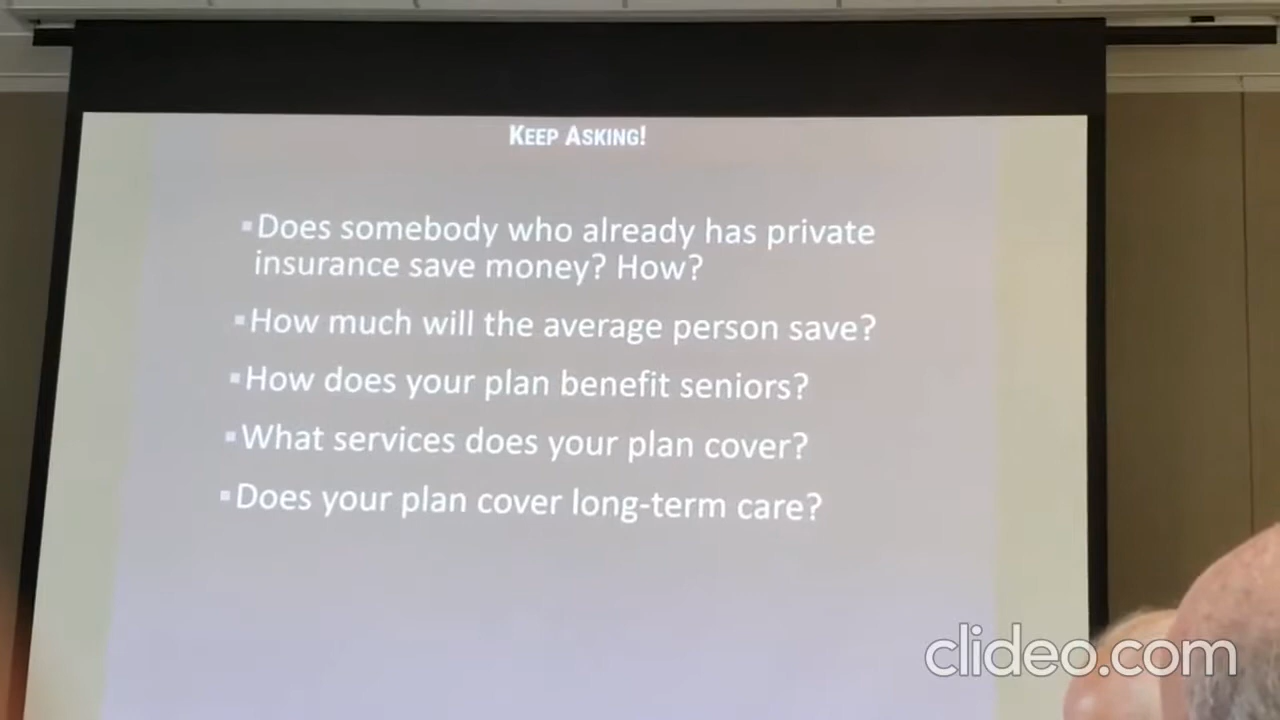 KEEP ASKING!
▪Does somebody who already has private
insurance save money? How?
▪How much will the average person save?
▪How does your plan benefit seniors?
▪What services does your plan cover?
▪Does your plan cover long-term care?
clideo.com